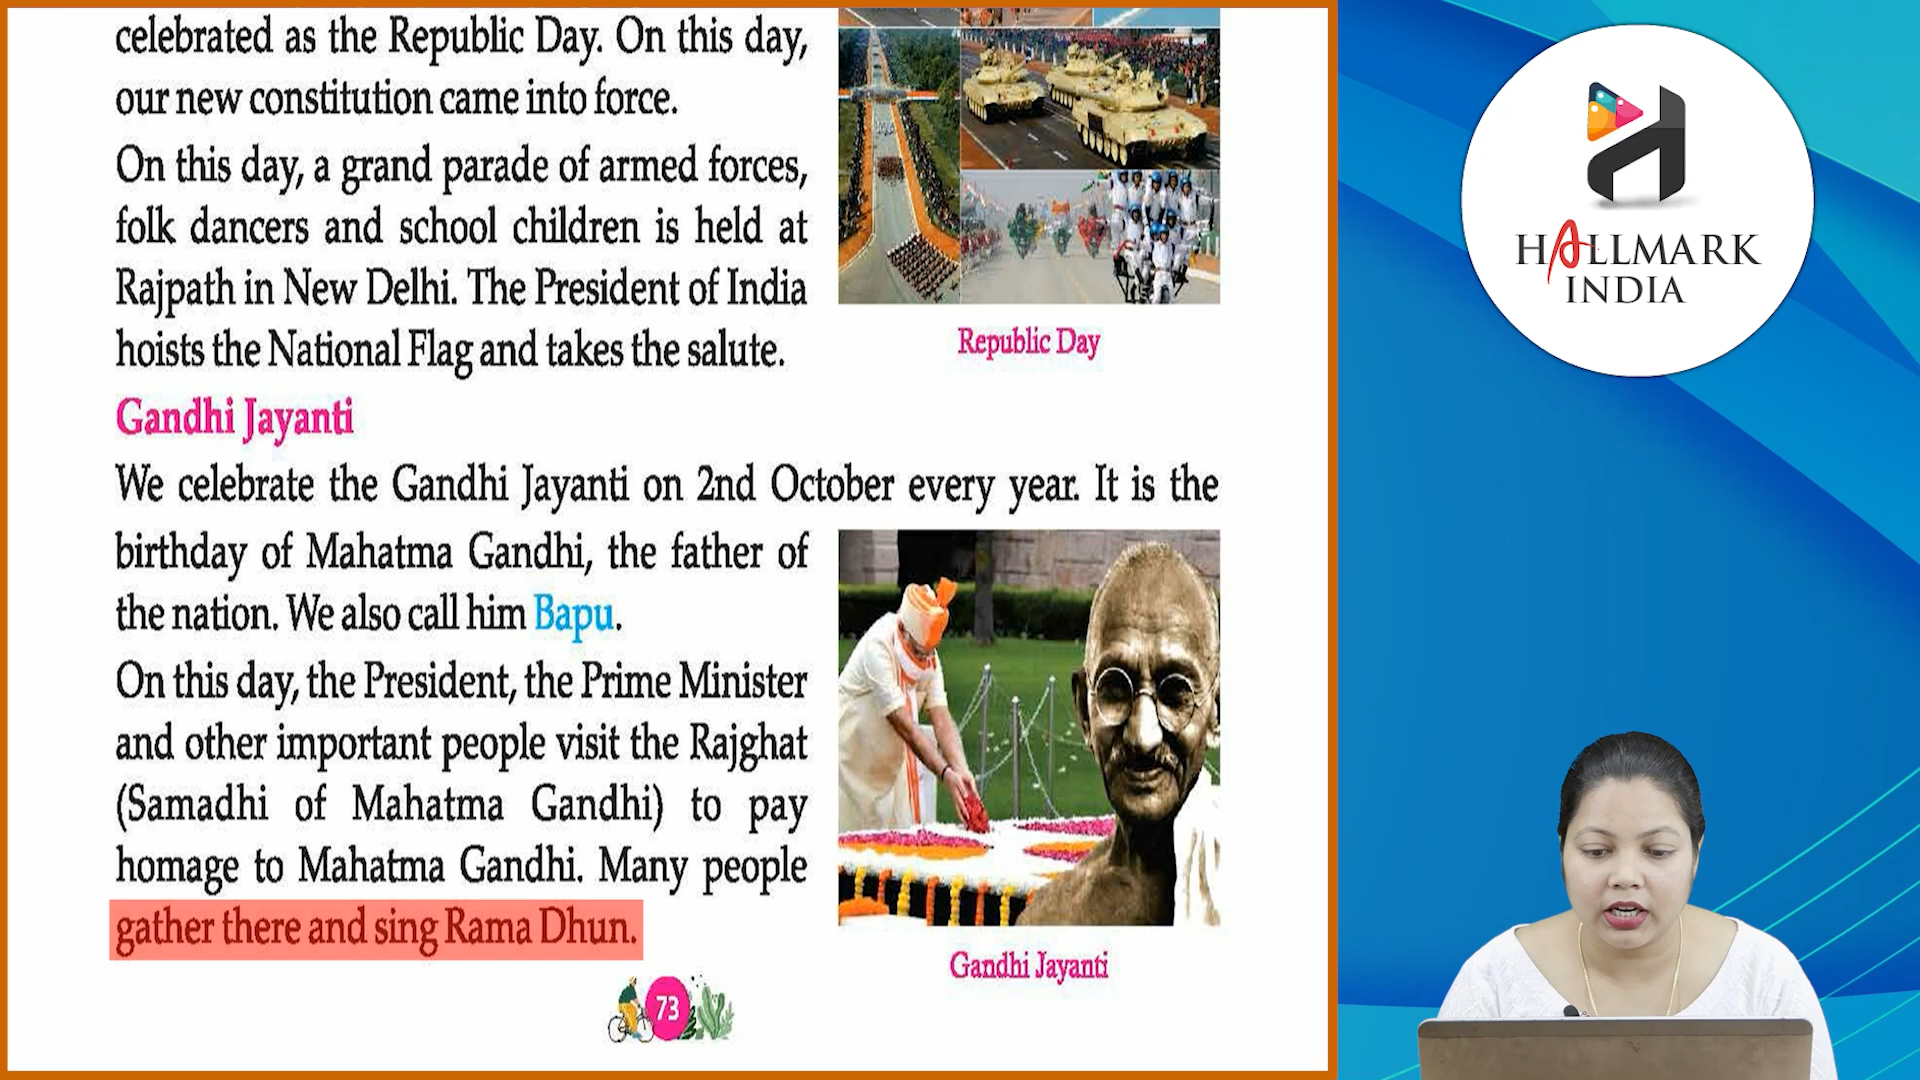 celebrated as the Republic Day. On this day,
our new constitution came into force.
On this day, a grand parade of armed forces,
folk dancers and school children is held at
Rajpath in New Delhi. The President of India
hoists the National Flag and takes the salute.
Republic Day
Gandhi Jayanti
We celebrate the Gandhi Jayanti on 2nd October every year. It is the
birthday of Mahatma Gandhi, the father of
the nation. We also call him Bapu.
On this day, the President, the Prime Minister
and other important people visit the Rajghat
(Samadhi of Mahatma Gandhi) to pay
homage to Mahatma Gandhi. Many people
gather there and sing Rama Dhun.
Gandhi Jayanti
73
HALLMARK
INDIA